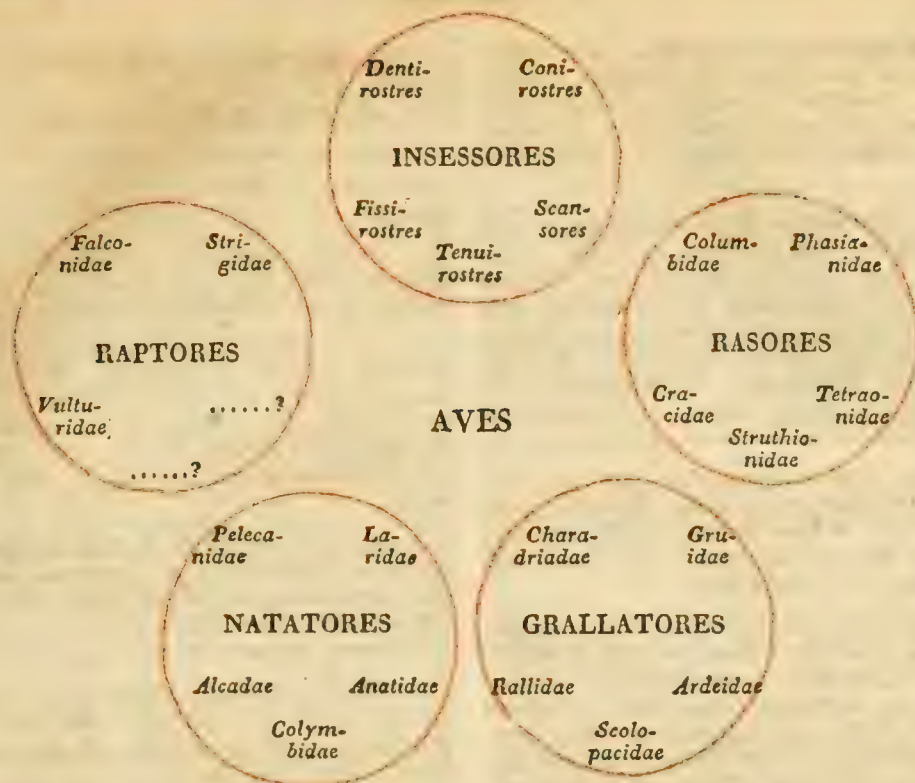 Denti-
rostres
Coni-
rostres
INSESSORES
Fissi-
rostres
Scan-
sores
Tenui-
rostres
Falco-
nidae
Stri-
gidae
RAPTORES
Vultu-
ridae
......?
......?
Colum-
bidae
Phasia-
nidae
RASORES
Cra-
cidae
Tetrao-
nidae
Struthio-
nidae
AVES
Peleca-
nidae
La-
ridae
NATATORES
Alcadae
Anatidae
Colym-
bidae
Chara-
driadae
Gru-
idae
GRALLATORES
Rallidae
Ardeidae
Scolo-
pacidae